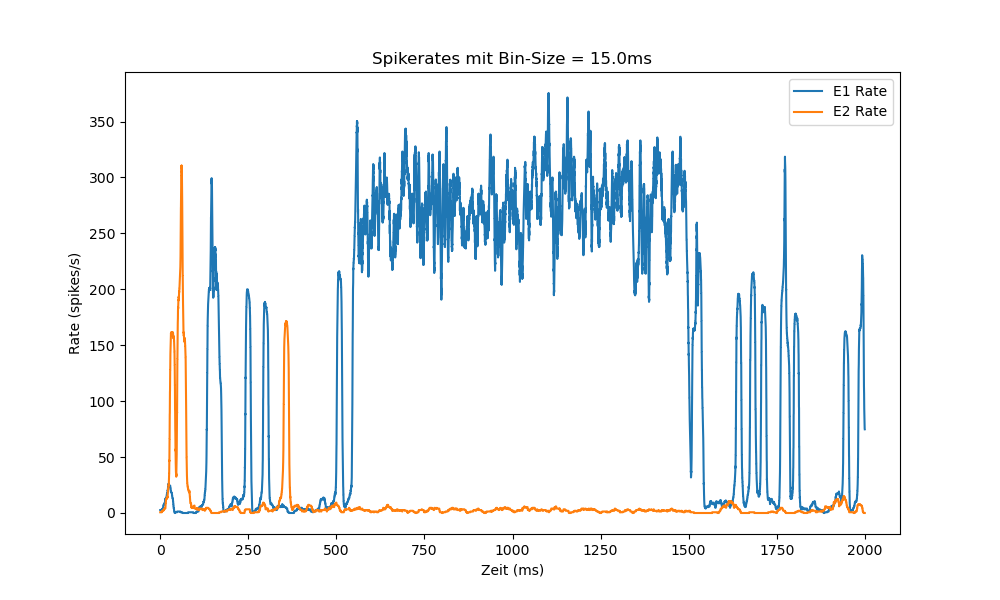 Spikerates mit Bin-Size = 15.0ms
E1 Rate
E2 Rate
350
300
250
200
150
100
50
0
Rate (spikes/s)
0 250 500 750 1000 1250 1500 1750 2000
Zeit (ms)